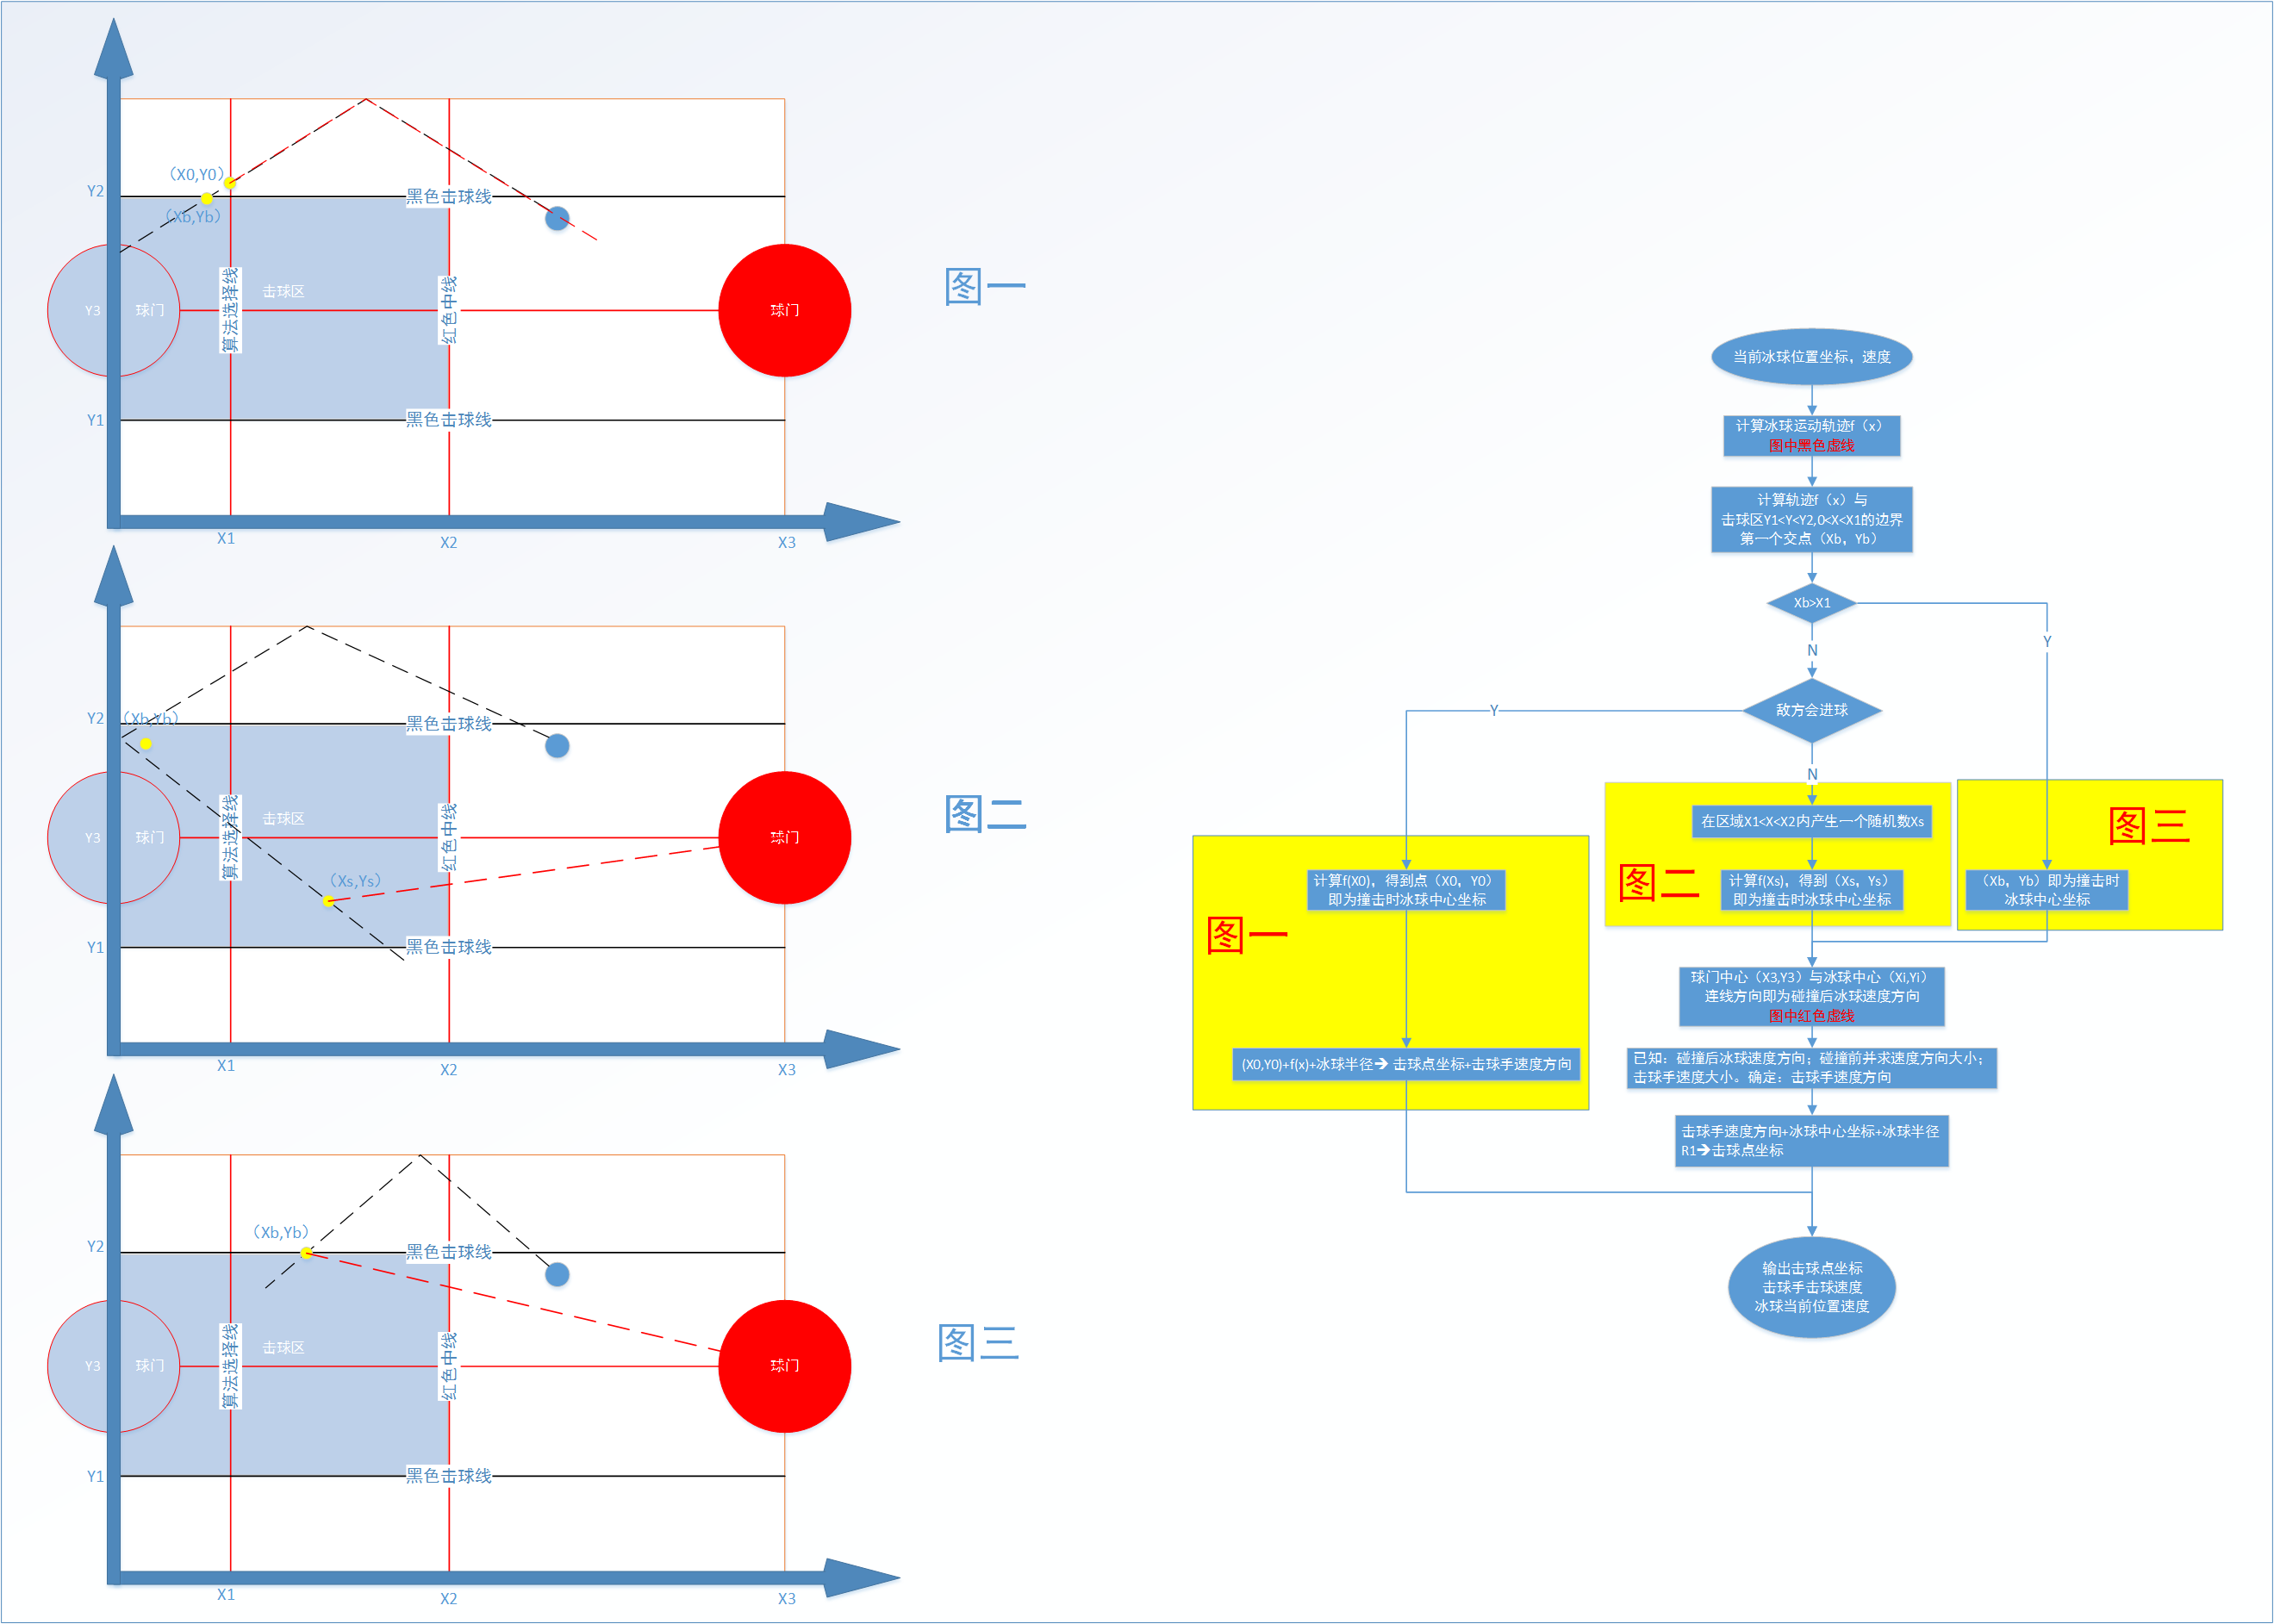 （X0,Y0）
Y2
黑色击球线
（Xb,Yb）
算法选择线
击球区
红色中线
Y3
球门
球门
图一
Y1
黑色击球线
X1
X2
X3
Y2
（Xb,Yb）
黑色击球线
算法选择线
击球区
红色中线
Y3
球门
球门
图二
（Xs,Ys）
Y1
黑色击球线
X1
X2
X3
（Xb,Yb）
Y2
黑色击球线
算法选择线
击球区
红色中线
Y3
球门
球门
图三
Y1
黑色击球线
X1
X2
X3
当前冰球位置坐标，速度
计算冰球运动轨迹f（x）
图中黑色虚线
计算轨迹f（x）与
击球区Y1<Y<Y2,0<X<X1的边界
第一个交点（Xb，Yb）
Xb>X1
Y
N
敌方会进球
Y
N
在区域X1<X<X2内产生一个随机数Xs
图三
图二
计算f(X0)，得到点（X0，Y0）
即为撞击时冰球中心坐标
计算f(Xs)，得到（Xs，Ys）
即为撞击时冰球中心坐标
（Xb，Yb）即为撞击时
冰球中心坐标
图一
球门中心（X3,Y3）与冰球中心（Xi,Yi）
连线方向即为碰撞后冰球速度方向
图中红色虚线
(X0,Y0)+f(x)+冰球半径→ 击球点坐标+击球手速度方向
已知：碰撞后冰球速度方向；碰撞前并求速度方向大小；
击球手速度大小。确定：击球手速度方向
击球手速度方向+冰球中心坐标+冰球半径
R1→击球点坐标
输出击球点坐标
击球手击球速度
冰球当前位置速度